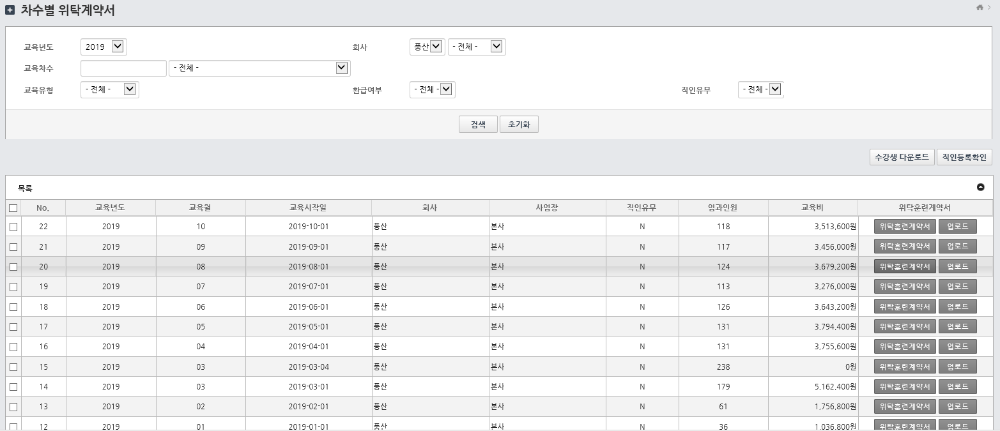 차수별 위탁계약서
교육년도 2019 회사 풍산 - 전체 -
교육차수 - 전체 -
교육유형 - 전체 - 환급여부 - 전체 - 직인유무 - 전체 -
검색 초기화
수강생 다운로드 직인등록확인
목록
No. 교육년도 교육월 교육시작일 회사 사업장 직인유무 입과인원 교육비 위탁훈련계약서
22 2019 10 2019-10-01 풍산 본사 N 118 3,513,600원 위탁훈련계약서 업로드
21 2019 09 2019-09-01 풍산 본사 N 117 3,456,000원 위탁훈련계약서 업로드
20 2019 08 2019-08-01 풍산 본사 N 124 3,679,200원 위탁훈련계약서 업로드
19 2019 07 2019-07-01 풍산 본사 N 113 3,276,000원 위탁훈련계약서 업로드
18 2019 06 2019-06-01 풍산 본사 N 126 3,643,200원 위탁훈련계약서 업로드
17 2019 05 2019-05-01 풍산 본사 N 131 3,794,400원 위탁훈련계약서 업로드
16 2019 04 2019-04-01 풍산 본사 N 131 3,755,600원 위탁훈련계약서 업로드
15 2019 03 2019-03-04 풍산 본사 N 238 0원 위탁훈련계약서 업로드
14 2019 03 2019-03-01 풍산 본사 N 179 5,162,400원 위탁훈련계약서 업로드
13 2019 02 2019-02-01 풍산 본사 N 61 1,756,800원 위탁훈련계약서 업로드
12 2019 01 2019-01-01 풍산 본사 N 36 1,036,800원 위탁훈련계약서 업로드